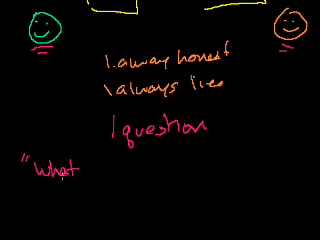 1 always honest
1 always lies
1 question
"what